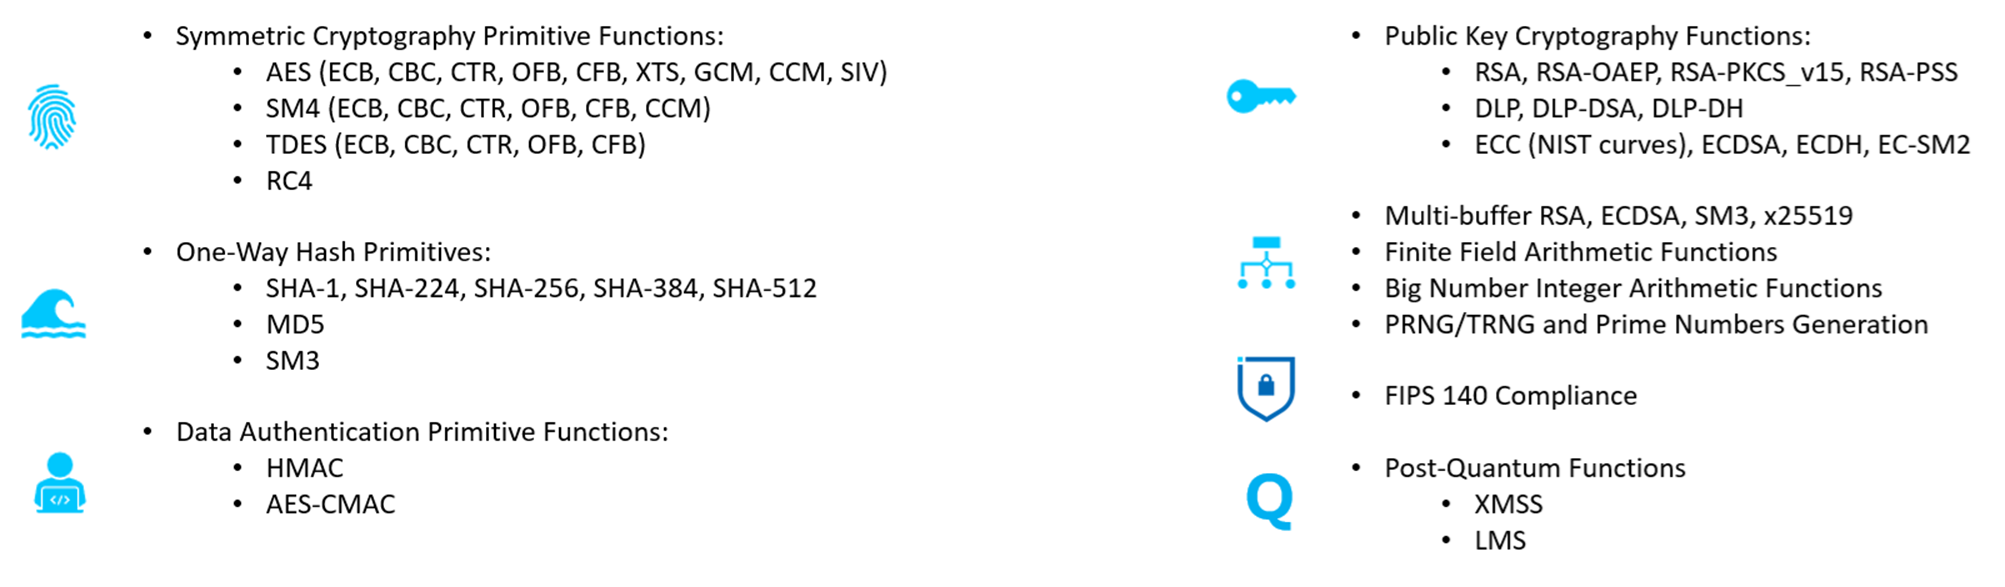 • Symmetric Cryptography Primitive Functions:
• AES (ECB, CBC, CTR, OFB, CFB, XTS, GCM, CCM, SIV)
• SM4 (ECB, CBC, CTR, OFB, CFB, CCM)
• TDES (ECB, CBC, CTR, OFB, CFB)
• RC4
• One-Way Hash Primitives:
• SHA-1, SHA-224, SHA-256, SHA-384, SHA-512
• MD5
• SM3
• Data Authentication Primitive Functions:
• HMAC
• AES-CMAC
</>
• Public Key Cryptography Functions:
• RSA, RSA-OAEP, RSA-PKCS_v15, RSA-PSS
• DLP, DLP-DSA, DLP-DH
• ECC (NIST curves), ECDSA, ECDH, EC-SM2
• Multi-buffer RSA, ECDSA, SM3, x25519
• Finite Field Arithmetic Functions
• Big Number Integer Arithmetic Functions
• PRNG/TRNG and Prime Numbers Generation
• FIPS 140 Compliance
• Post-Quantum Functions
• XMSS
• LMS
Q